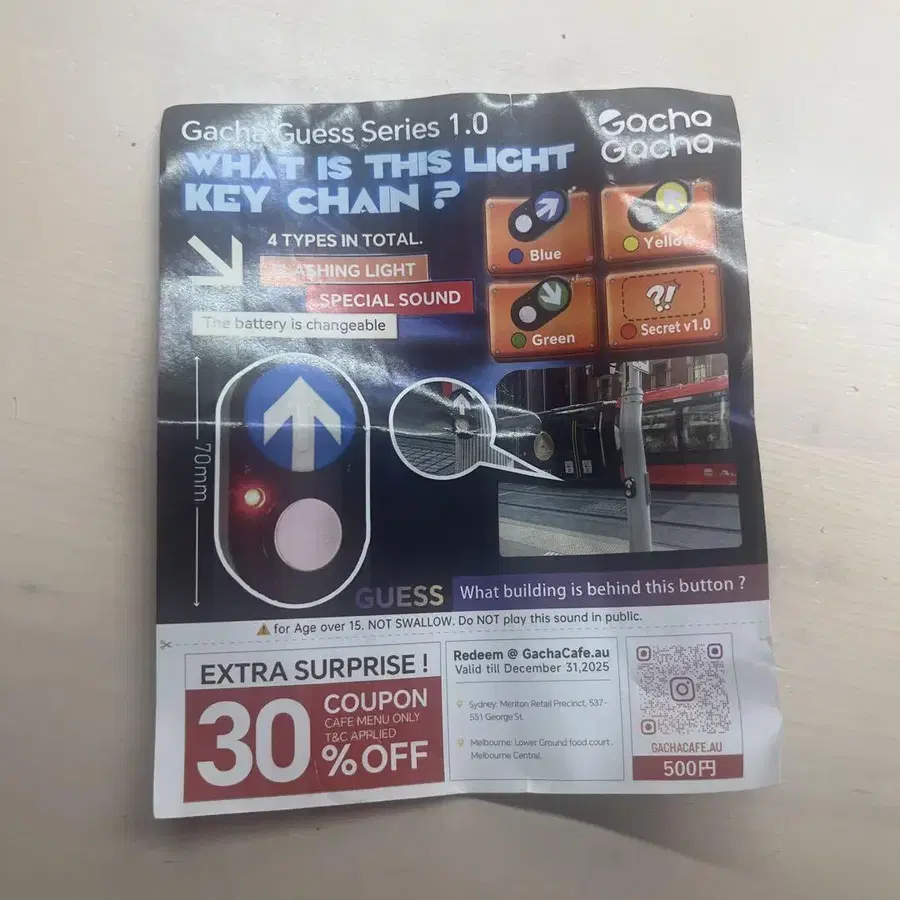 Gacha Guess Series 1.0
Gacha
Gacha
WHAT IS THIS LIGHT
KEY CHAIN ?
4 TYPES IN TOTAL.
FLASHING LIGHT
SPECIAL SOUND
The battery is changeable
Blue
Yellow
Green
?!
Secret v1.0
70mm
GUESS
What building is behind this button ?
for Age over 15. NOT SWALLOW. Do NOT play this sound in public.
EXTRA SURPRISE !
30
COUPON
CAFE MENU ONLY
T&C APPLIED
%OFF
Redeem @ GachaCafe.au
Valid till December 31,2025
Sydney: Meriton Retail Precinct, 537-
551 George St.
Melbourne: Lower Ground food court,
Melbourne Central,
GACHACAFE.AU
500円